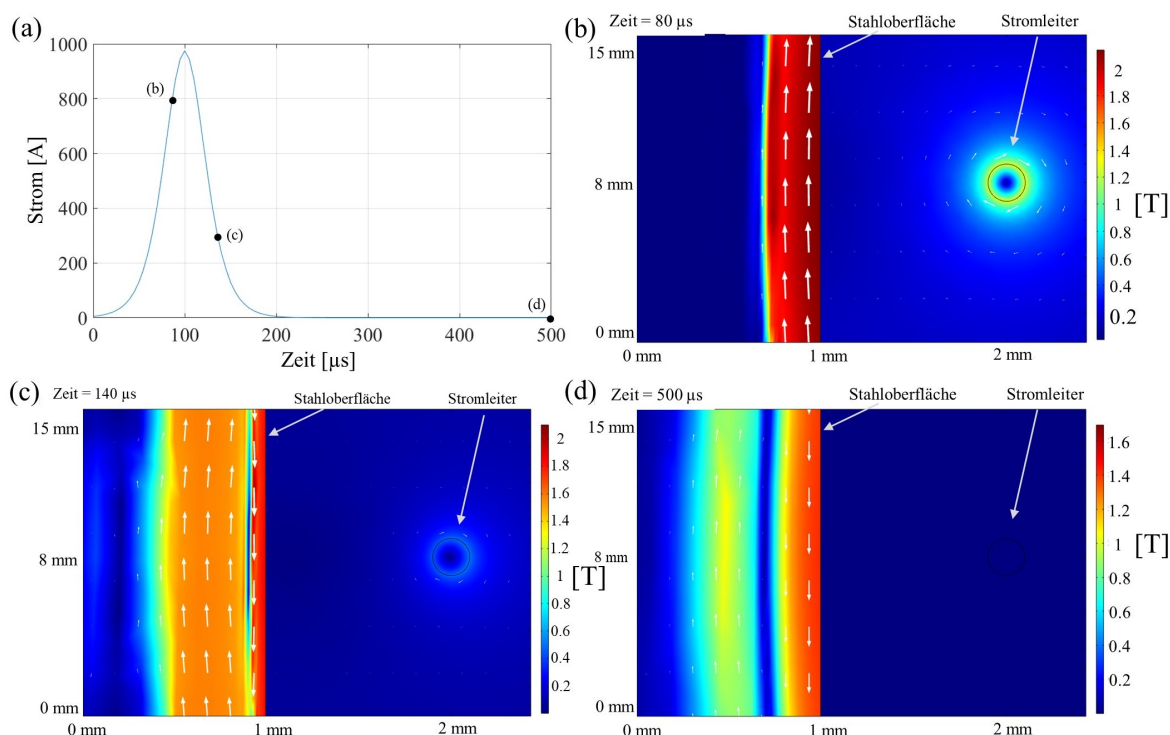 (a)
1000
800
600
400
200
0
Strom [A]
0 100 200 300 400 500
Zeit [µs]
(b)
(c)
(d)
(b)
Zeit = 80 µs
Stahloberfläche
Stromleiter
15 mm
8 mm
0 mm
0 mm 1 mm 2 mm
2
1.8
1.6
1.4
1.2
1
0.8
0.6
0.4
0.2
[T]
(c)
Zeit = 140 µs
Stahloberfläche
Stromleiter
15 mm
8 mm
0 mm
0 mm 1 mm 2 mm
2
1.8
1.6
1.4
1.2
1
0.8
0.6
0.4
0.2
[T]
(d)
Zeit = 500 µs
Stahloberfläche
Stromleiter
15 mm
8 mm
0 mm
0 mm 1 mm 2 mm
1.6
1.4
1.2
1
0.8
0.6
0.4
0.2
[T]